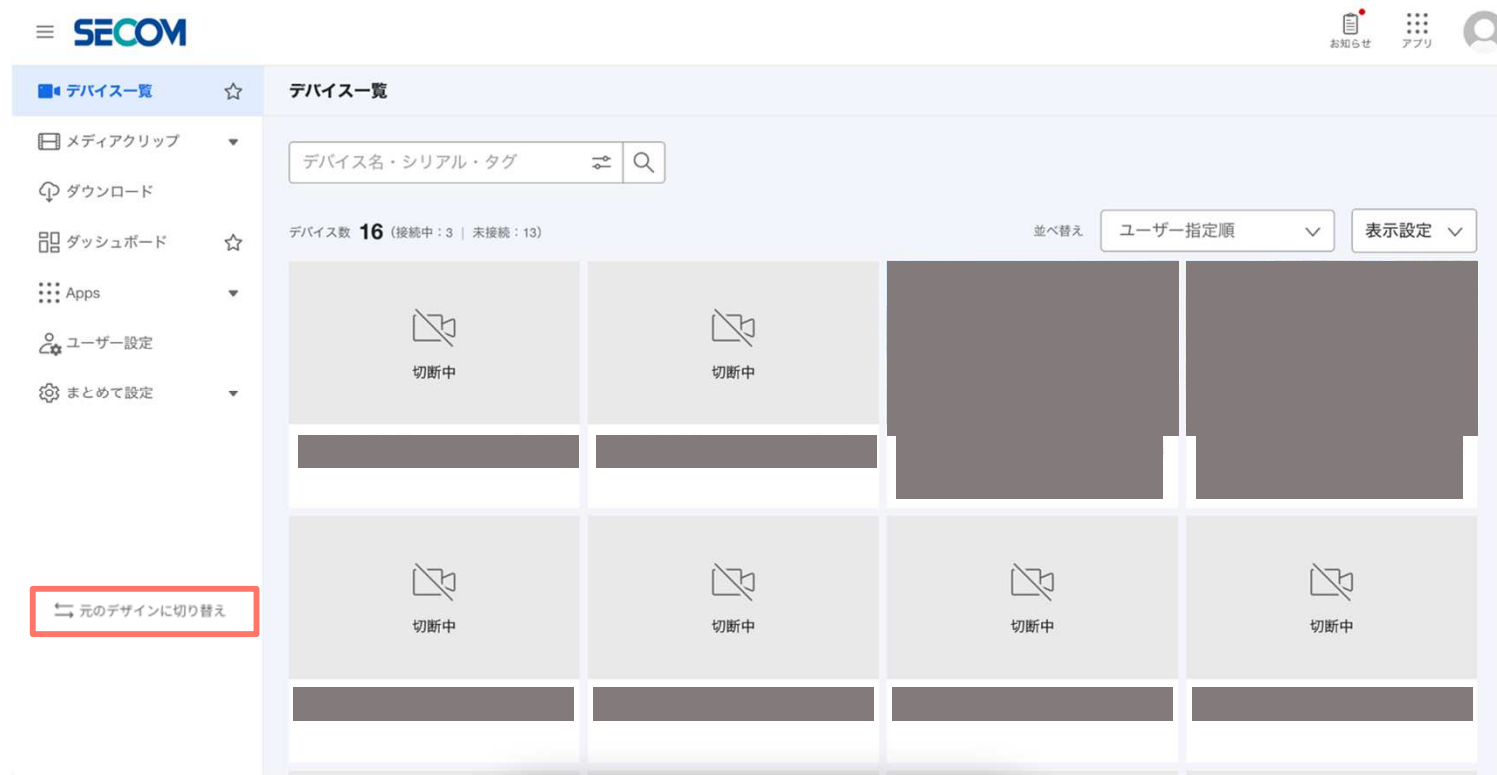 SECOM
お知らせ
アプリ
デバイス一覧
メディアクリップ
ダウンロード
ダッシュボード
Apps
ユーザー設定
まとめて設定
元のデザインに切り替え
デバイス一覧
デバイス名・シリアル・タグ
デバイス数 16 (接続中:3 | 未接続:13)
並べ替え ユーザー指定順 表示設定
切断中 切断中
切断中 切断中 切断中 切断中